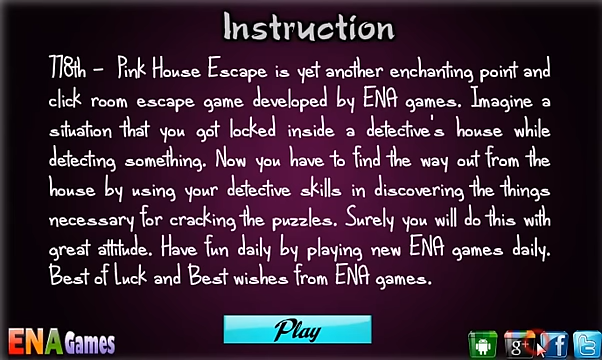 Instruction
778th - Pink House Escape is yet another enchanting point and
click room escape game developed by ENA games. Imagine a
situation that you got locked inside a detective's house while
detecting something. Now you have to find the way out from the
house by using your detective skills in discovering the things
necessary for cracking the puzzles. Surely you will do this with
great attitude. Have fun daily by playing new ENA games daily.
Best of Luck and Best wishes from ENA games.
Play
ENA Games
g+ f t